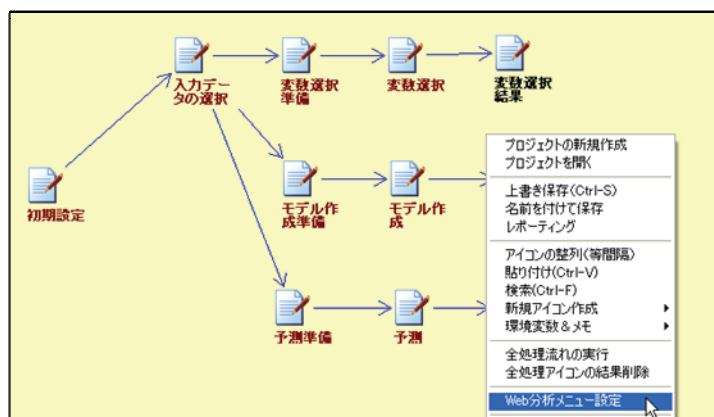 入力デー
タの選択
変数選択
準備
変数選択
変数選択
結果
初期設定
モデル作
成準備
モデル作
成
予測準備
予測
プロジェクトの新規作成
プロジェクトを開く
上書き保存(Ctrl-S)
名前を付けて保存
レポーティング
アイコンの整列(等間隔)
貼り付け(Ctrl-V)
検索(Ctrl-F)
新規アイコン作成
環境変数&メモ
全処理流れの実行
全処理アイコンの結果削除
Web分析メニュー設定